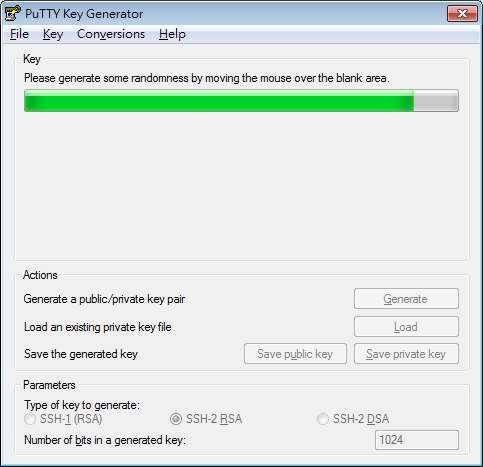 PuTTY Key Generator
File Key Conversions Help
Key
Please generate some randomness by moving the mouse over the blank area.
Actions
Generate a public/private key pair
Generate
Load an existing private key file
Load
Save the generated key
Save public key
Save private key
Parameters
Type of key to generate:
SSH-1 (RSA)
SSH-2 RSA
SSH-2 DSA
Number of bits in a generated key:
1024